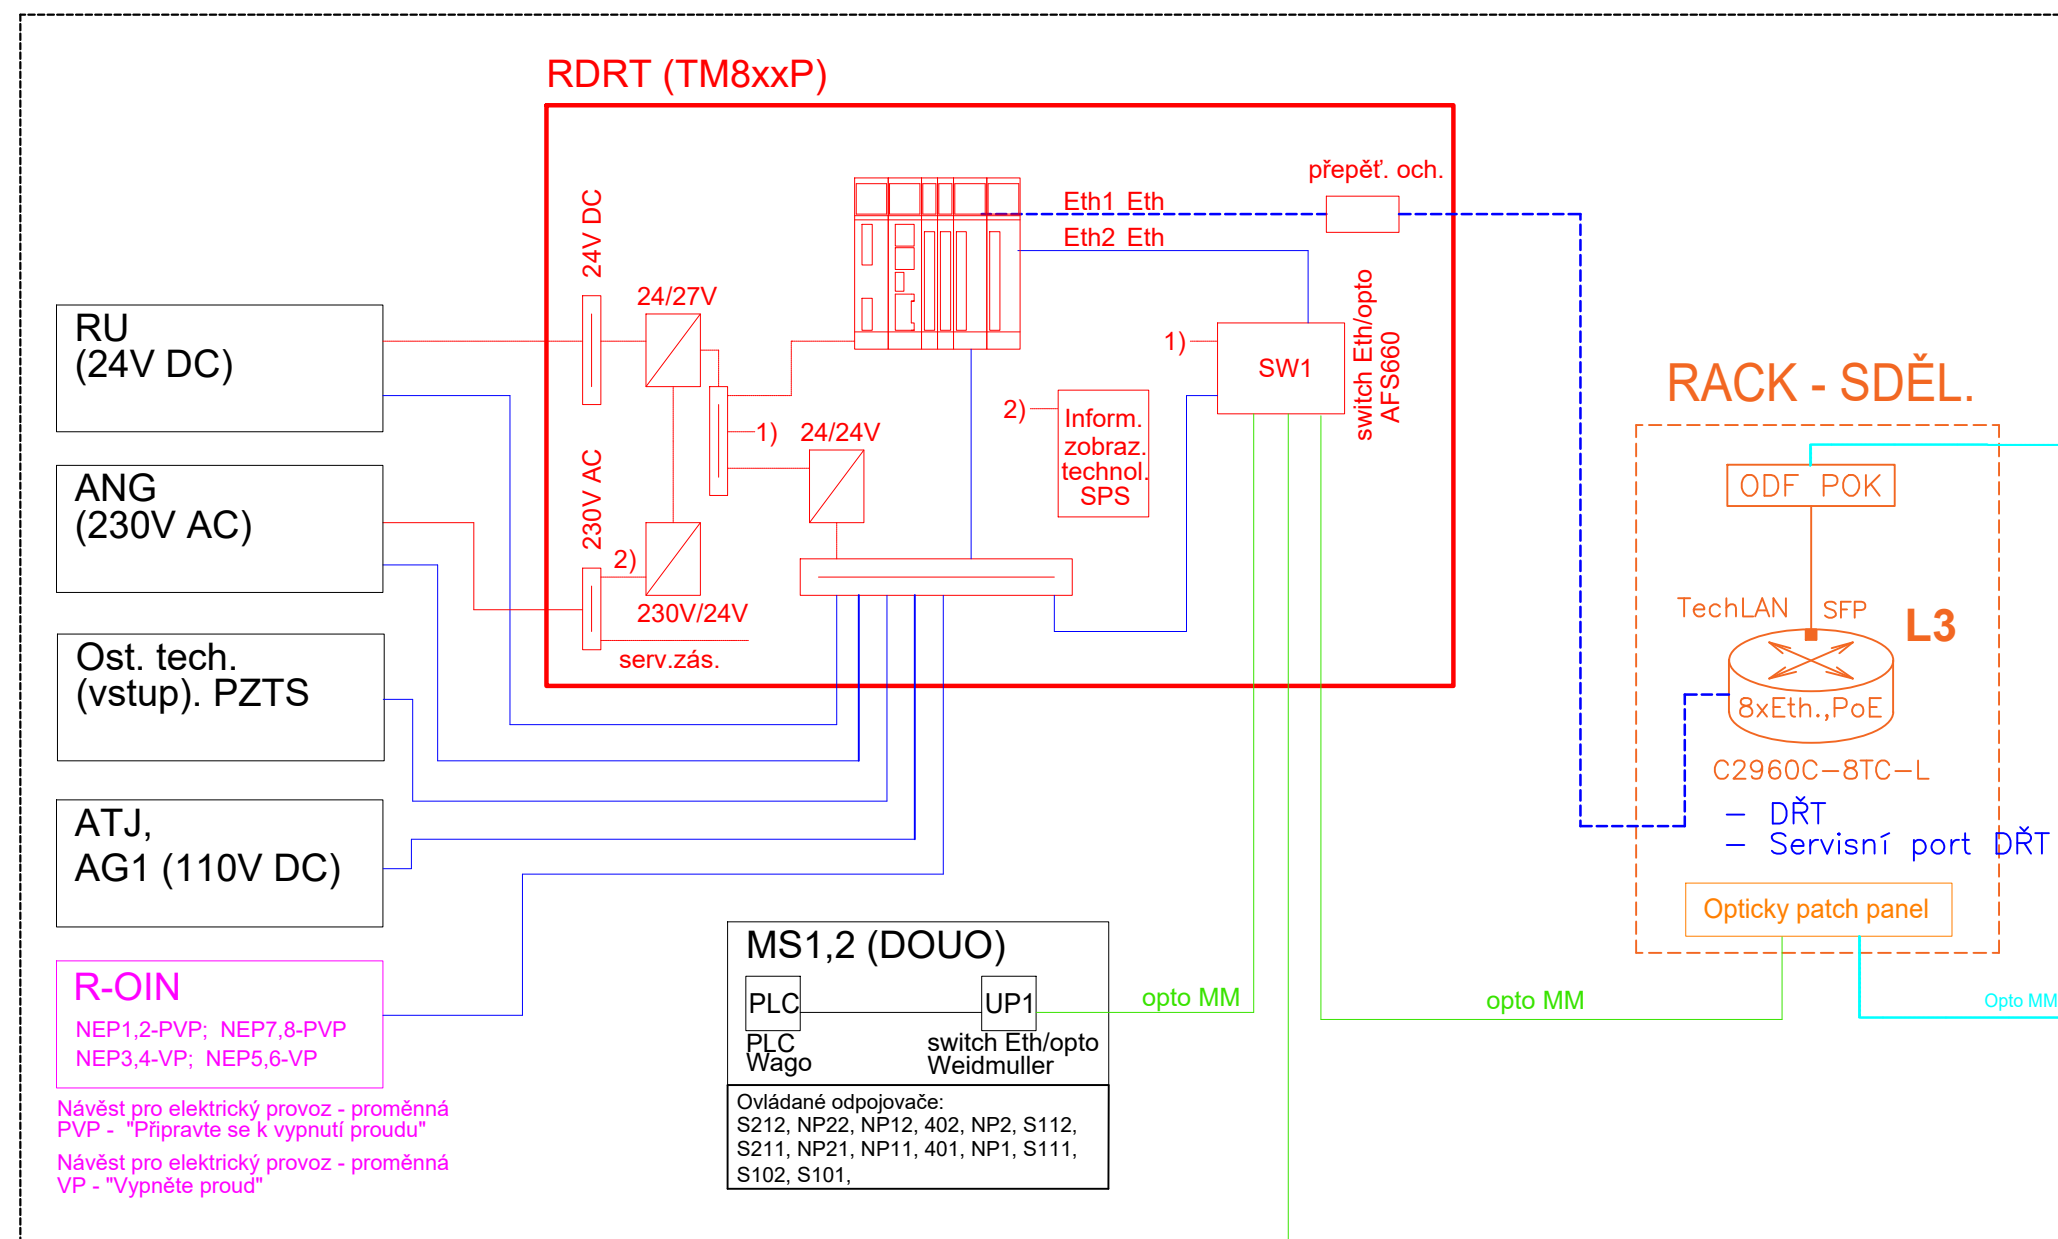 RDRT (TM8xxP)
přepěť. och.
24V DC
Eth1 Eth
Eth2 Eth
24/27V
RU
(24V DC)
1)
SW1
switch Eth/opto
AFS660
RACK - SDĚL.
2)
Inform.
zobraz.
technol.
SPS
1)
24/24V
230V AC
ANG
(230V AC)
ODF POK
2)
230V/24V
serv.zás.
TechLAN
SFP
L3
8xEth.,PoE
C2960C-8TC-L
- DŘT
- Servisní port DŘT
Ost. tech.
(vstup). PZTS
ATJ,
AG1 (110V DC)
Opticky patch panel
MS1,2 (DOUO)
PLC
UP1
opto MM
opto MM
Opto MM
PLC
Wago
switch Eth/opto
Weidmuller
R-OIN
NEP1,2-PVP; NEP7,8-PVP
NEP3,4-VP; NEP5,6-VP
Ovládané odpojovače:
S212, NP22, NP12, 402, NP2, S112,
S211, NP21, NP11, 401, NP1, S111,
S102, S101,
Návěst pro elektrický provoz - proměnná
PVP - "Připravte se k vypnutí proudu"
Návěst pro elektrický provoz - proměnná
VP - "Vypněte proud"